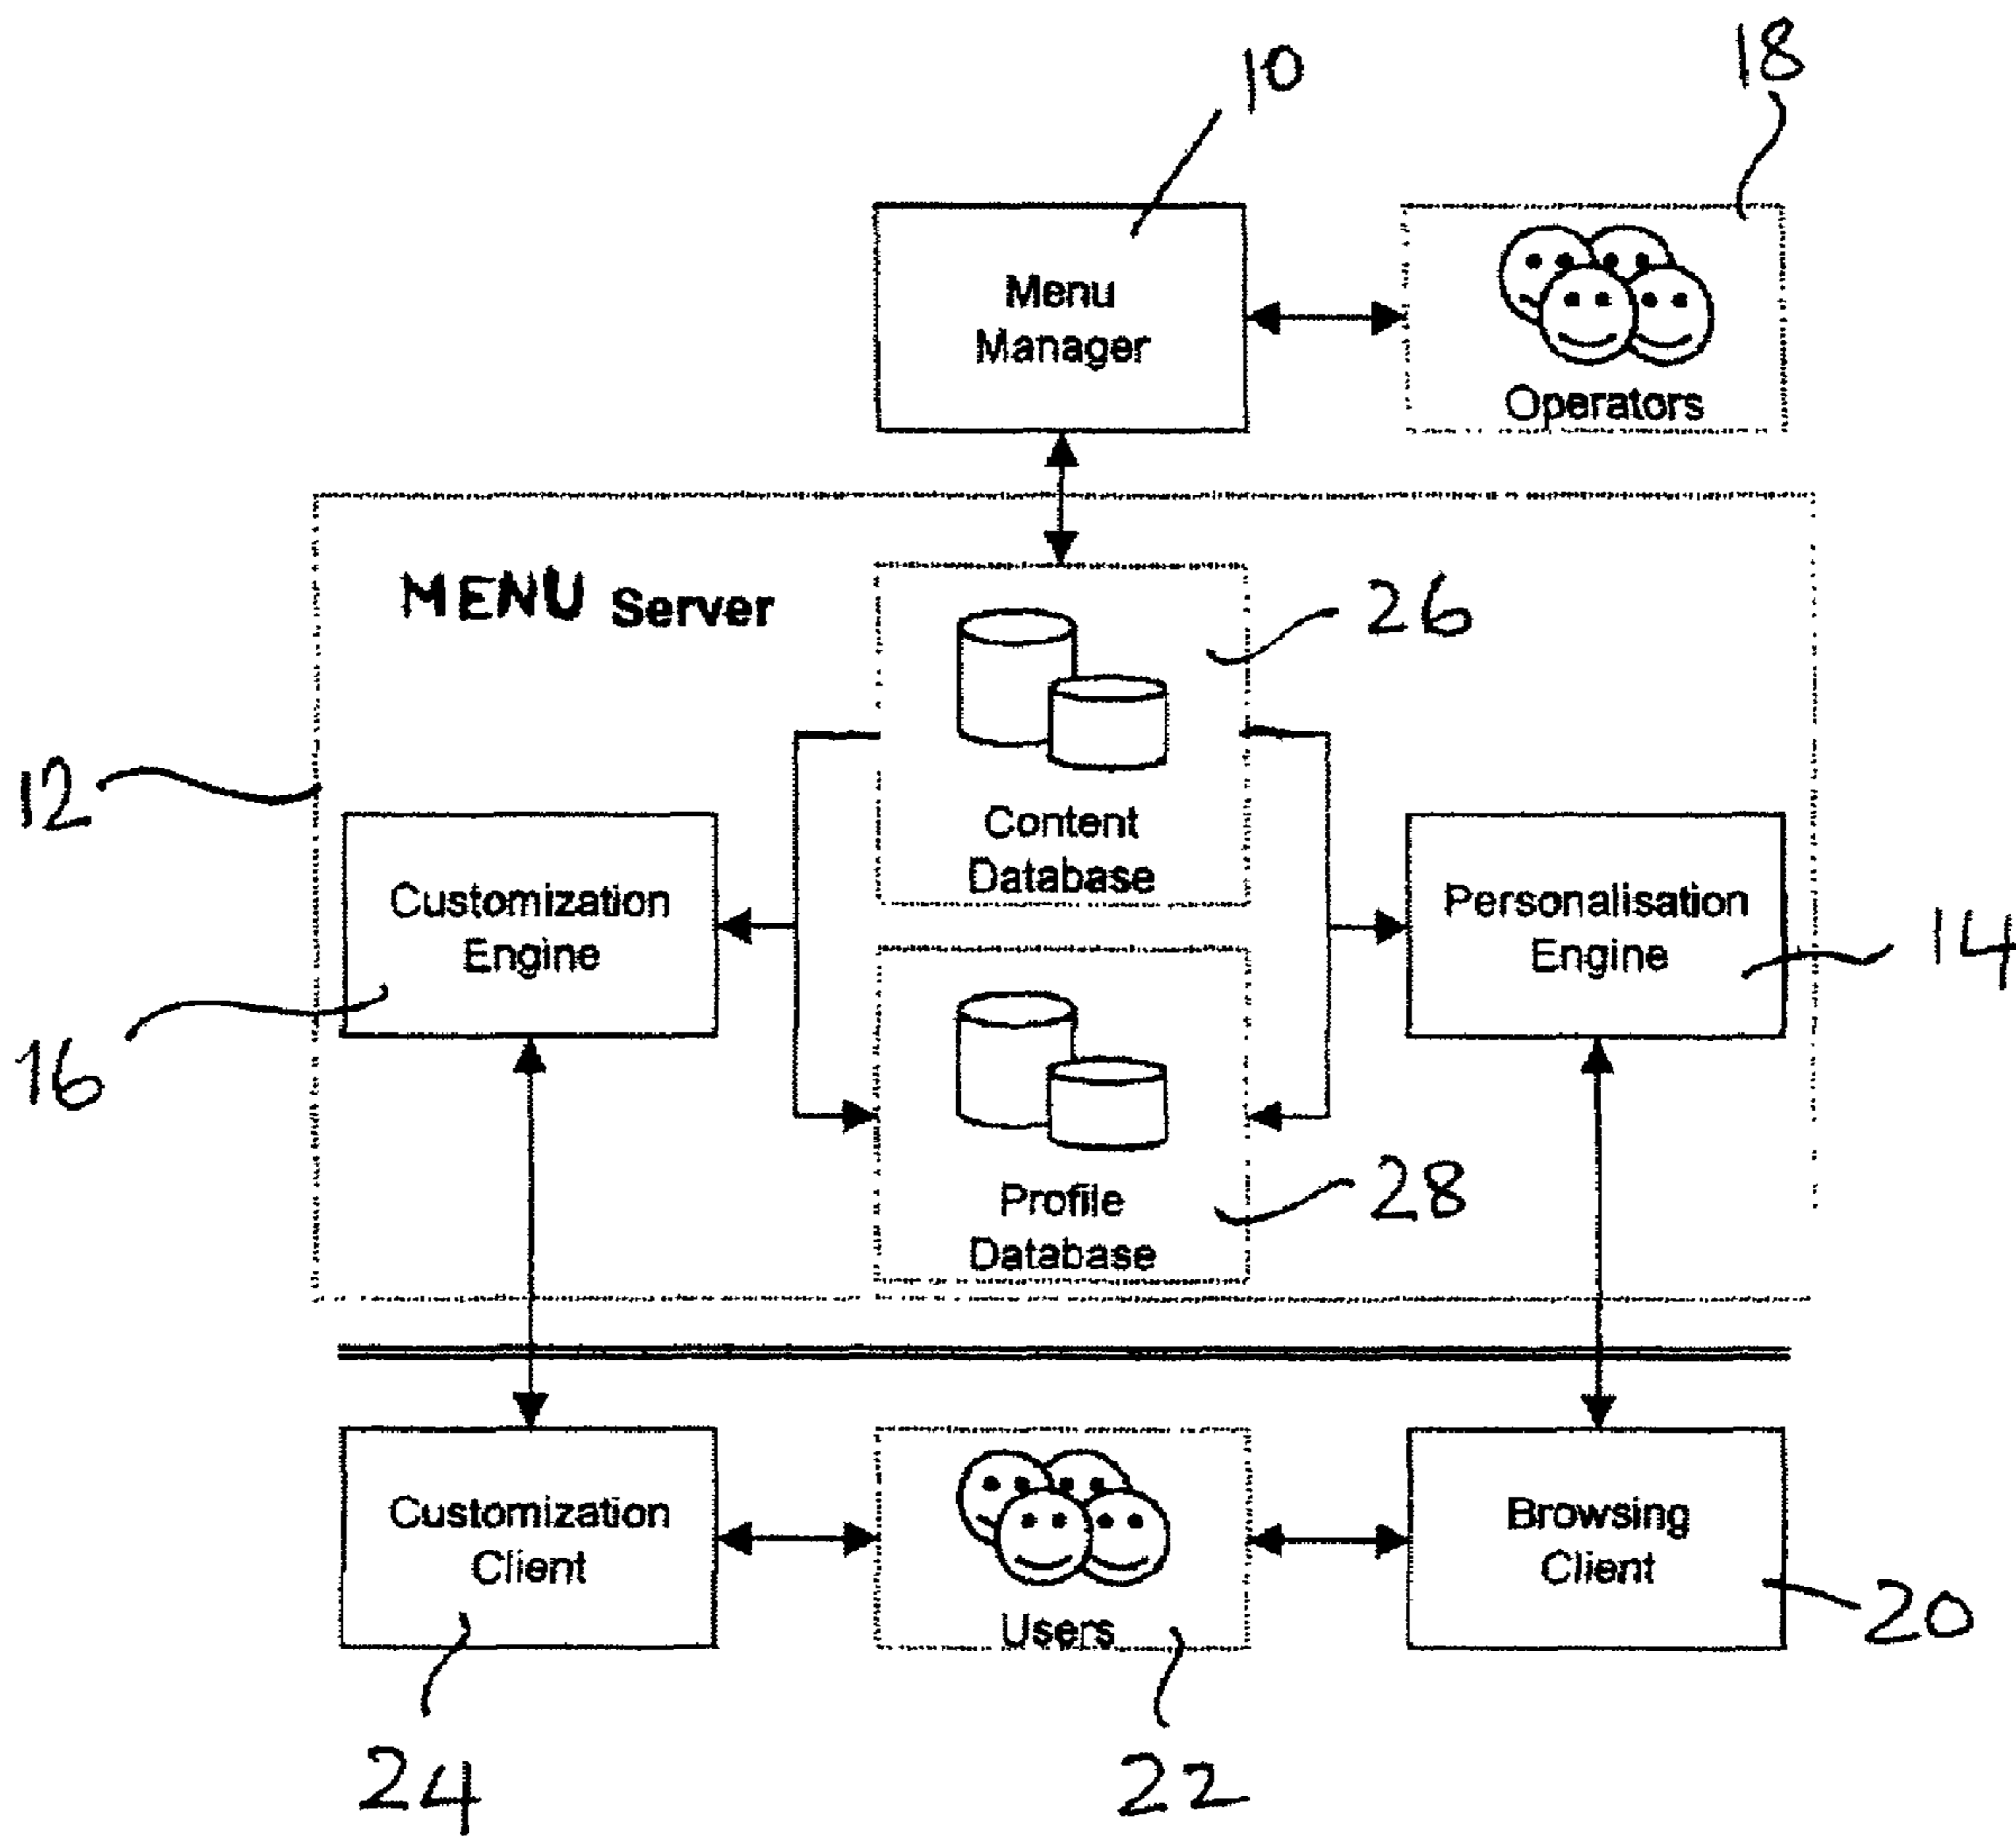 10
18
Menu
Manager
Operators
MENU Server
26
12
Content
Database
Customization
Engine
Personalisation
Engine
14
16
Profile
Database
28
Customization
Client
Users
Browsing
Client
20
24
22